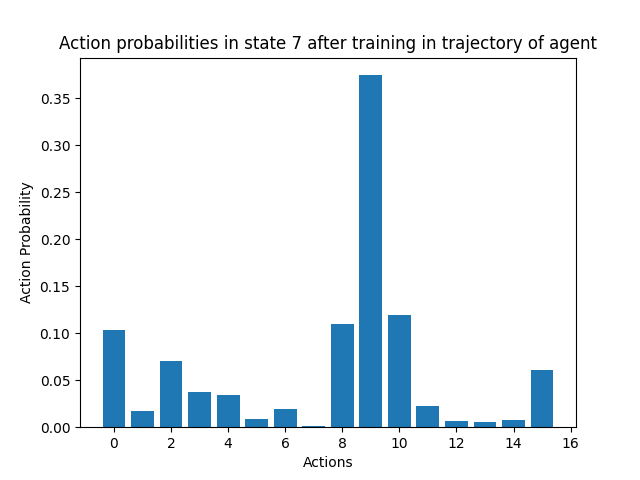 Action probabilities in state 7 after training in trajectory of agent
Action Probability
0.35
0.30
0.25
0.20
0.15
0.10
0.05
0.00
0 2 4 6 8 10 12 14 16
Actions